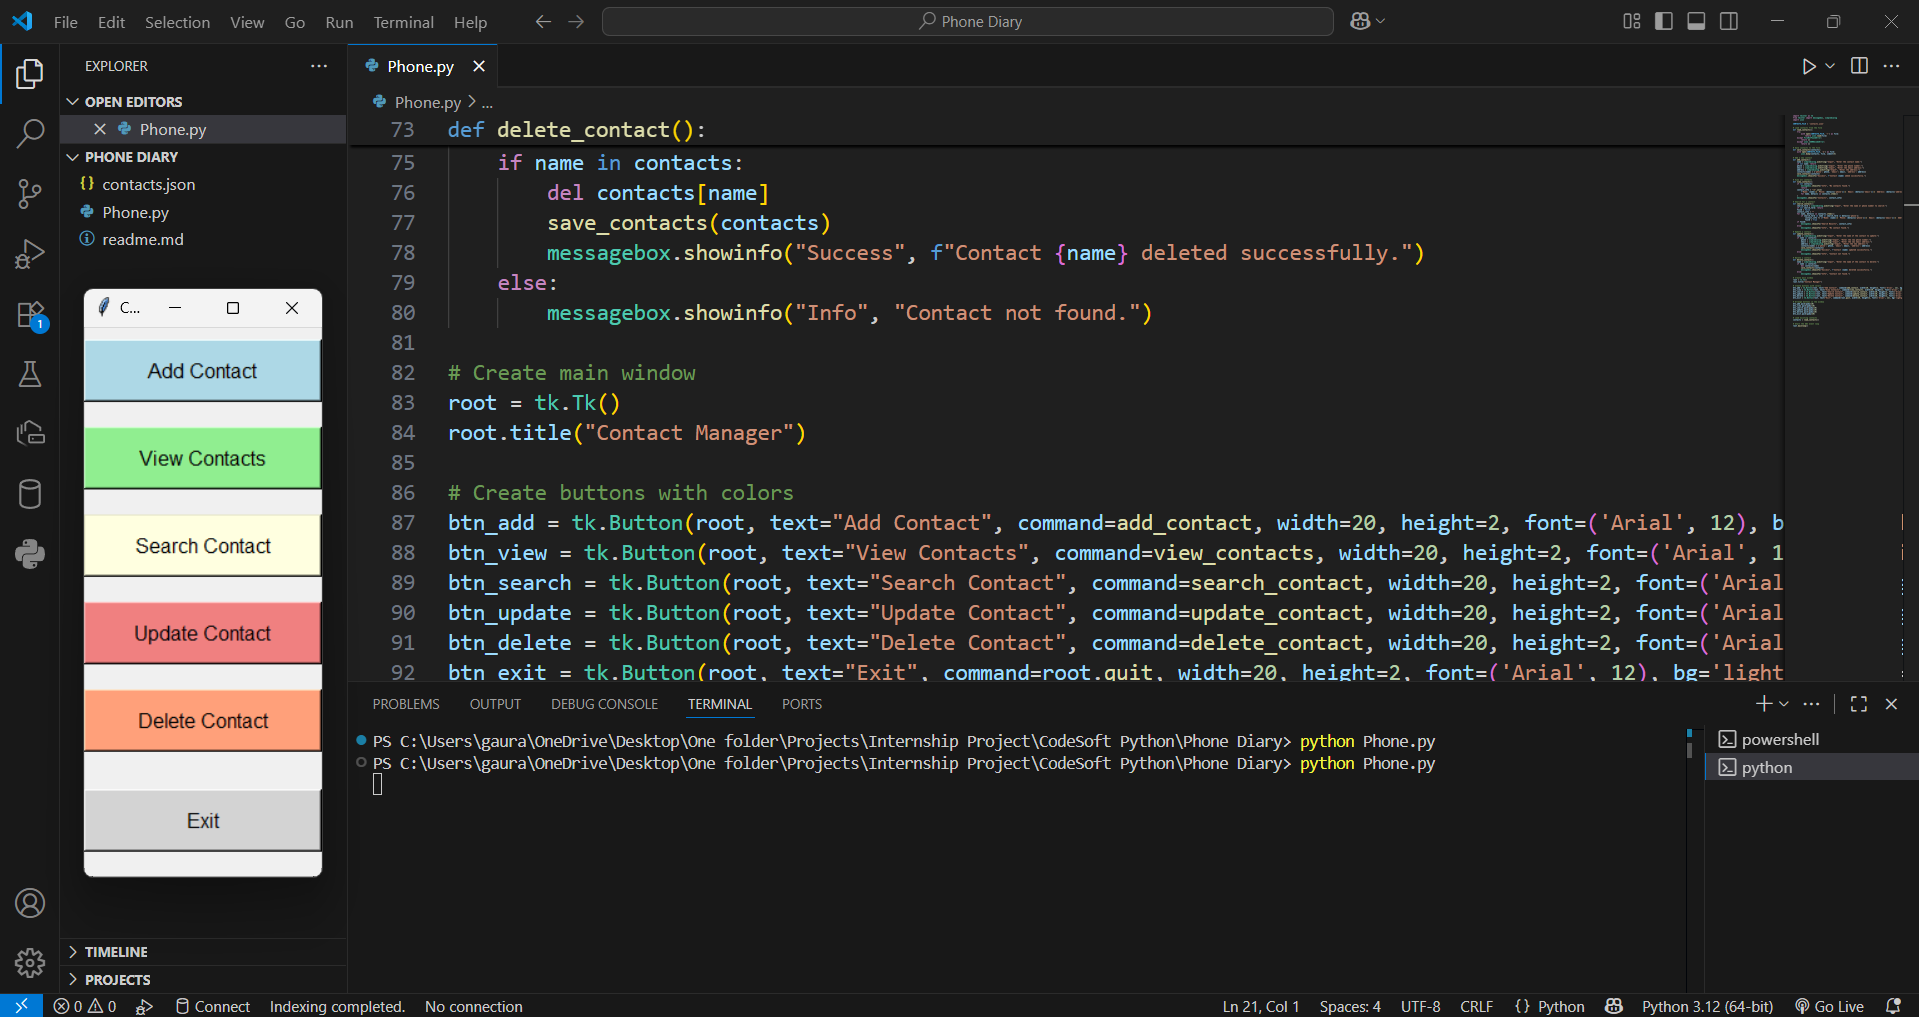 File Edit Selection View Go Run Terminal Help
Phone Diary
EXPLORER
OPEN EDITORS
Phone.py
PHONE DIARY
{} contacts.json
Phone.py
readme.md
C...
Add Contact
View Contacts
Search Contact
Update Contact
Delete Contact
Exit
TIMELINE
PROJECTS
1
Phone.py
Phone.py > ...
73 def delete_contact():
75 if name in contacts:
76 del contacts[name]
77 save_contacts(contacts)
78 messagebox.showinfo("Success", f"Contact {name} deleted successfully.")
79 else:
80 messagebox.showinfo("Info", "Contact not found.")
81
82 # Create main window
83 root = tk.Tk()
84 root.title("Contact Manager")
85
86 # Create buttons with colors
87 btn_add = tk.Button(root, text="Add Contact", command=add_contact, width=20, height=2, font=('Arial', 12), b
88 btn_view = tk.Button(root, text="View Contacts", command=view_contacts, width=20, height=2, font=('Arial', 1
89 btn_search = tk.Button(root, text="Search Contact", command=search_contact, width=20, height=2, font=('Arial
90 btn_update = tk.Button(root, text="Update Contact", command=update_contact, width=20, height=2, font=('Arial
91 btn_delete = tk.Button(root, text="Delete Contact", command=delete_contact, width=20, height=2, font=('Arial
92 btn_exit = tk.Button(root, text="Exit", command=root.quit, width=20, height=2, font=('Arial', 12), bg='light
PROBLEMS OUTPUT DEBUG CONSOLE TERMINAL PORTS
PS C:\Users\gaura\OneDrive\Desktop\One folder\Projects\Internship Project\CodeSoft Python\Phone Diary> python Phone.py
PS C:\Users\gaura\OneDrive\Desktop\One folder\Projects\Internship Project\CodeSoft Python\Phone Diary> python Phone.py
powershell
python
0 0 Connect Indexing completed. No connection Ln 21, Col 1 Spaces: 4 UTF-8 CRLF {} Python Python 3.12 (64-bit) Go Live